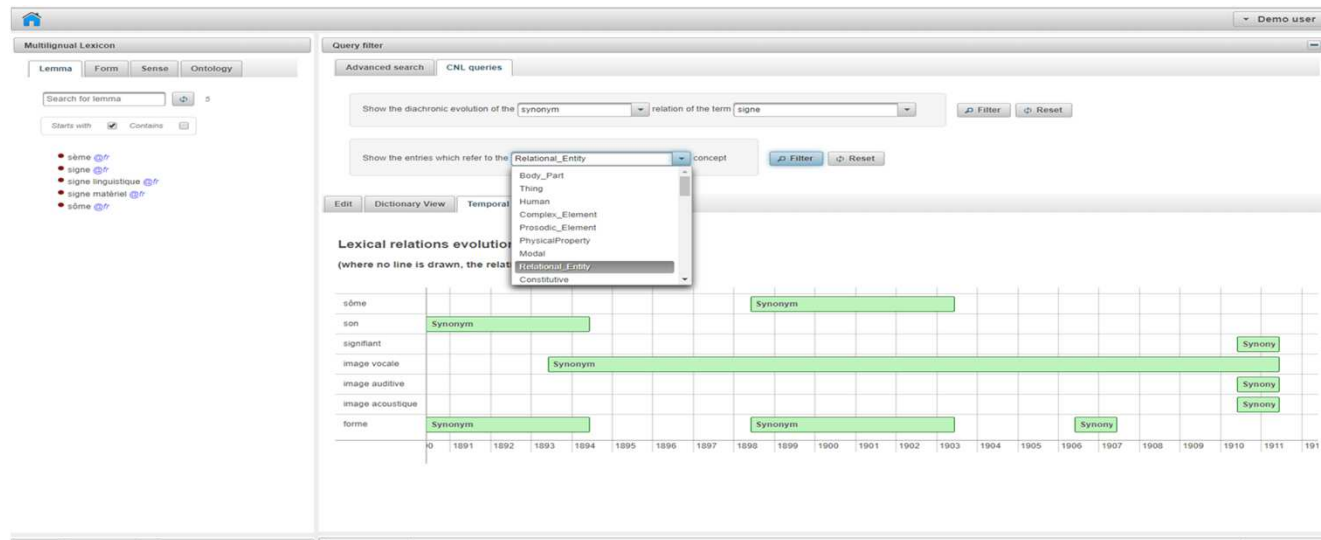 Demo user
Multilignual Lexicon
Lemma Form Sense Ontology
Search for lemma 5
Starts with Contains
sème @fr
signe @fr
signe linguistique @fr
signe matériel @fr
sôme @fr
Query filter
Advanced search CNL queries
Show the diachronic evolution of the synonym relation of the term signe Filter Reset
Show the entries which refer to the Relational_Entity concept Filter Reset
Body_Part
Thing
Human
Complex_Element
Prosodic_Element
PhysicalProperty
Modal
Relational_Entity
Constitutive
Edit Dictionary View Temporal
Lexical relations evolution
(where no line is drawn, the relati
sôme Synonym
son Synonym
signifiant Synony
image vocale Synonym
image auditive Synony
image acoustique Synony
forme Synonym Synonym Synony
0 1891 1892 1893 1894 1895 1896 1897 1898 1899 1900 1901 1902 1903 1904 1905 1906 1907 1908 1909 1910 1911 191